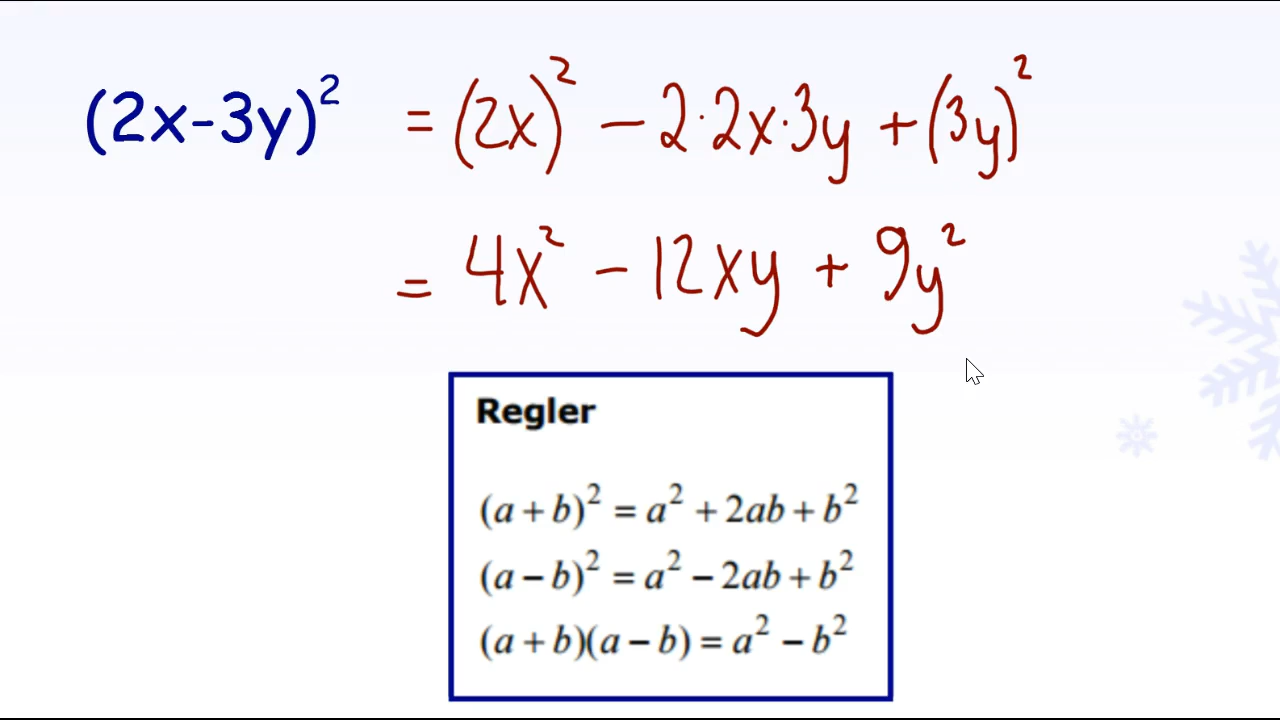 (2x-3y)² = (2x)² − 2·2x·3y + (3y)²
= 4x² − 12xy + 9y²
Regler
(a + b)² = a² + 2ab + b²
(a − b)² = a² − 2ab + b²
(a + b)(a − b) = a² − b²